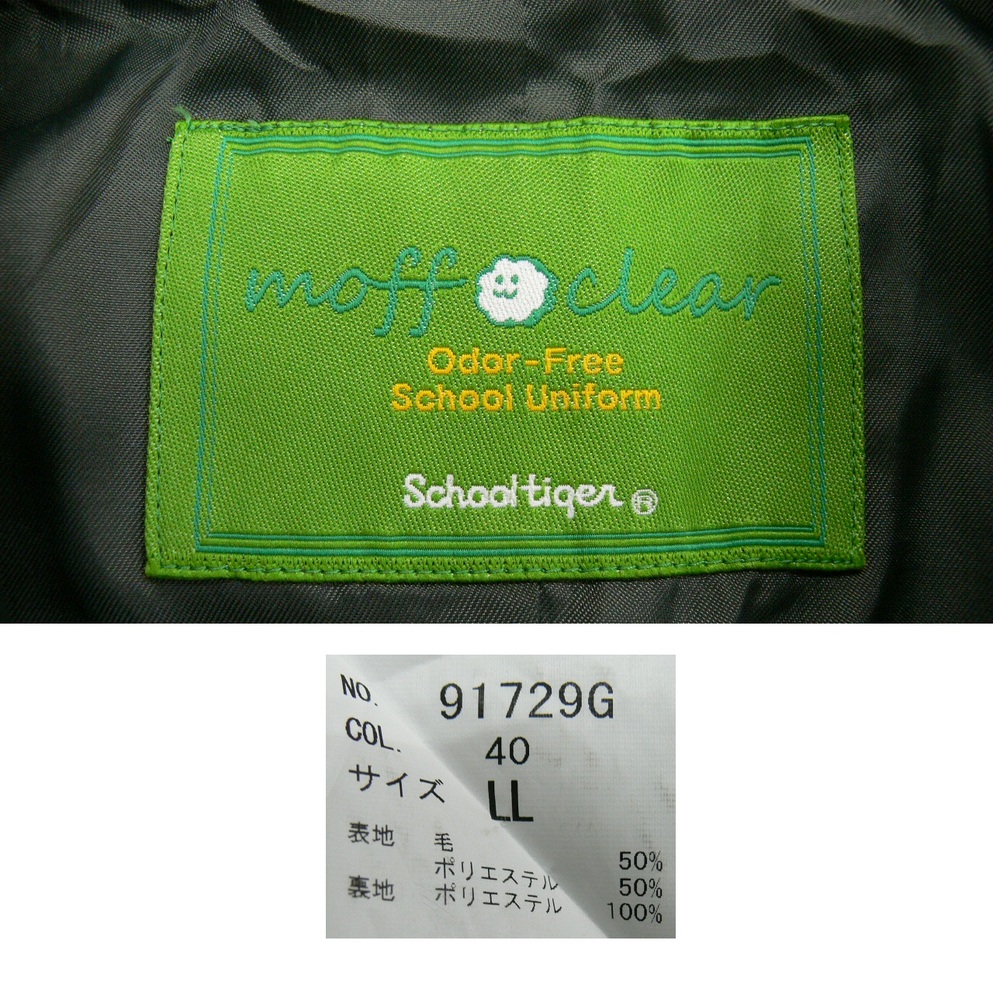 moff clear
Odor-Free
School Uniform
Schooltiger ®
NO. 91729G
COL. 40
サイズ LL
表地 毛 50%
ポリエステル 50%
裏地 ポリエステル 100%